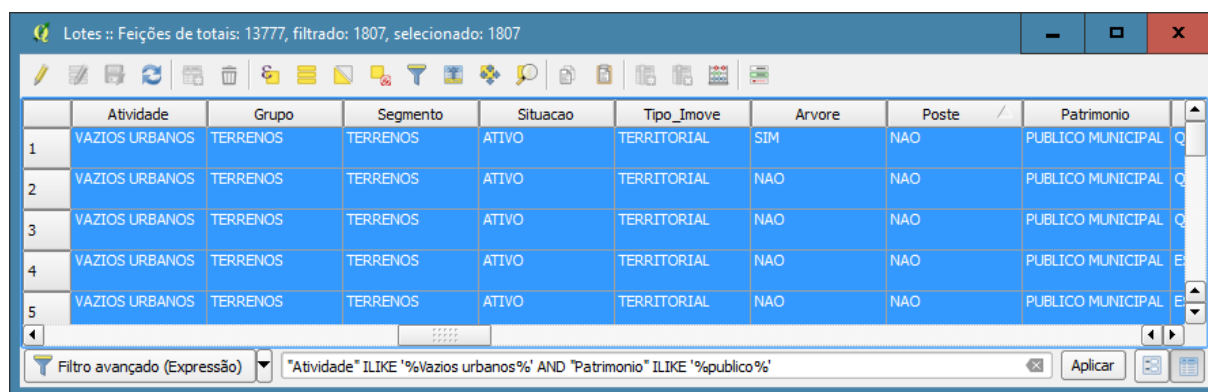 Lotes :: Feições de totais: 13777, filtrado: 1807, selecionado: 1807
Atividade Grupo Segmento Situacao Tipo_Imove Arvore Poste Patrimonio
1 VAZIOS URBANOS TERRENOS TERRENOS ATIVO TERRITORIAL SIM NAO PUBLICO MUNICIPAL Q
2 VAZIOS URBANOS TERRENOS TERRENOS ATIVO TERRITORIAL NAO NAO PUBLICO MUNICIPAL Q
3 VAZIOS URBANOS TERRENOS TERRENOS ATIVO TERRITORIAL NAO NAO PUBLICO MUNICIPAL Q
4 VAZIOS URBANOS TERRENOS TERRENOS ATIVO TERRITORIAL NAO NAO PUBLICO MUNICIPAL E
5 VAZIOS URBANOS TERRENOS TERRENOS ATIVO TERRITORIAL NAO NAO PUBLICO MUNICIPAL E
Filtro avançado (Expressão) "Atividade" ILIKE '%Vazios urbanos%' AND "Patrimonio" ILIKE '%publico%' Aplicar